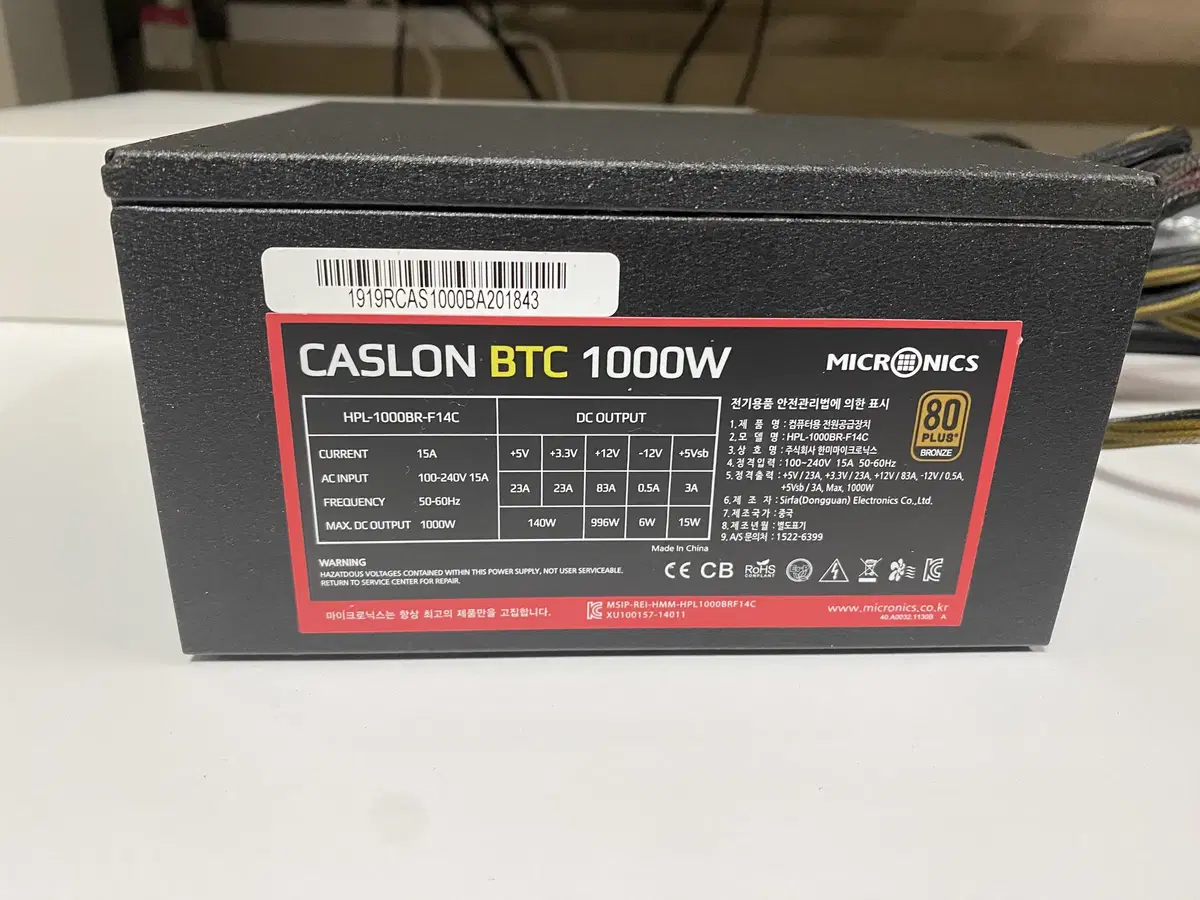 1919RCAS1000BA201843
CASLON BTC 1000W
MICRONICS
HPL-1000BR-F14C
DC OUTPUT
CURRENT 15A
+5V +3.3V +12V -12V +5Vsb
AC INPUT 100-240V 15A
23A 23A 83A 0.5A 3A
FREQUENCY 50-60Hz
MAX. DC OUTPUT 1000W
140W 996W 6W 15W
Made In China
전기용품 안전관리법에 의한 표시
1. 제 품 명 : 컴퓨터용 전원공급장치
2. 모 델 명 : HPL-1000BR-F14C
3. 상 호 명 : 주식회사 한미마이크로닉스
4. 정격입력 : 100~240V 15A 50-60Hz
5. 정격출력 : +5V / 23A, +3.3V / 23A, +12V / 83A, -12V / 0.5A,
+5Vsb / 3A, Max, 1000W
6. 제 조 자 : Sirfa(Dongguan) Electronics Co.,Ltd.
7. 제조국가 : 중국
8. 제조년월 : 별도표기
9. A/S문의처 : 1522-6399
80
PLUS
BRONZE
WARNING
HAZATDOUS VOLTAGES CONTAINED WITHIN THIS POWER SUPPLY, NOT USER SERVICEABLE.
RETURN TO SERVICE CENTER FOR REPAIR.
CE CB RoHS
COMPLIANT
마이크로닉스는 항상 최고의 제품만을 고집합니다.
MSIP-REI-HMM-HPL1000BRF14C
XU100157-14011
www.micronics.co.kr
40.A0032.1130B A